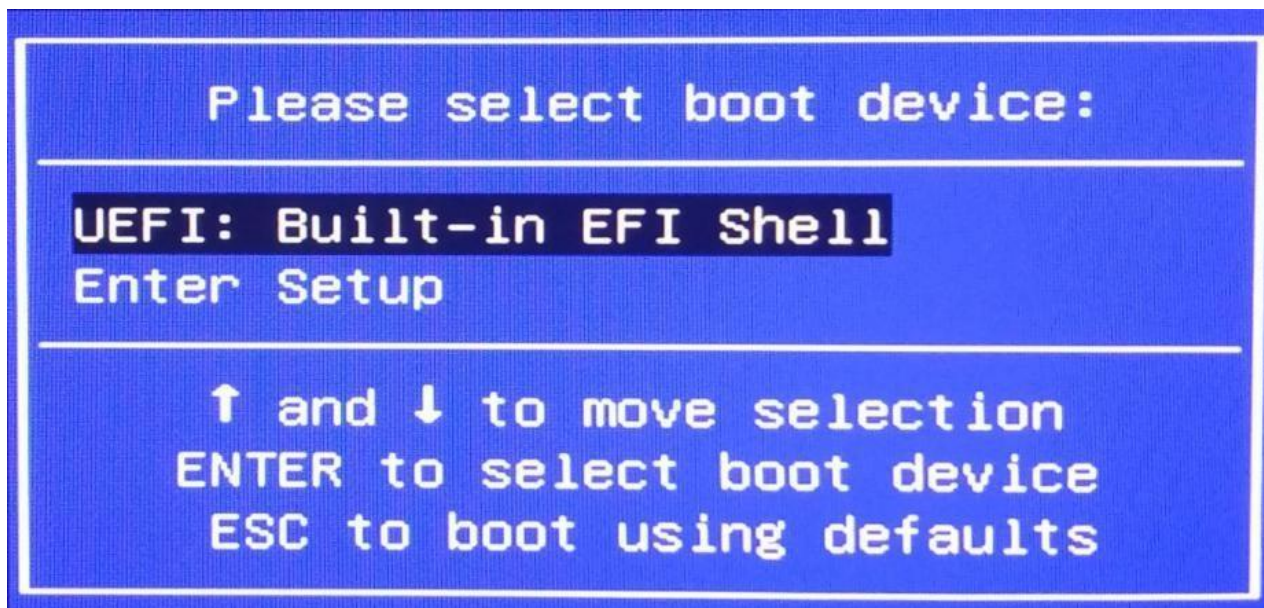 Please select boot device:
UEFI: Built-in EFI Shell
Enter Setup
↑ and ↓ to move selection
ENTER to select boot device
ESC to boot using defaults